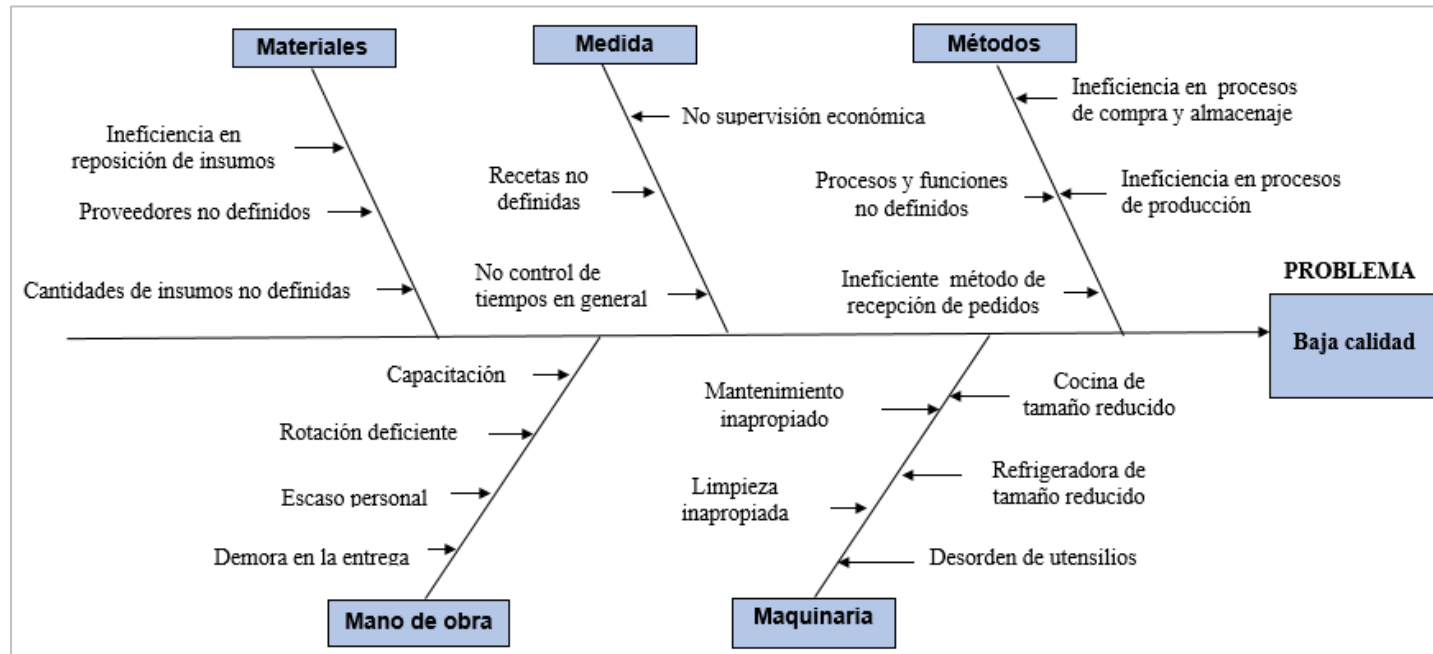 Materiales
Medida
Métodos
Ineficiencia en
reposición de insumos
Proveedores no definidos
Cantidades de insumos no definidas
No supervisión económica
Recetas no
definidas
No control de
tiempos en general
Ineficiencia en procesos
de compra y almacenaje
Procesos y funciones
no definidos
Ineficiencia en procesos
de producción
Ineficiente método de
recepción de pedidos
PROBLEMA
Baja calidad
Capacitación
Rotación deficiente
Escaso personal
Demora en la entrega
Mantenimiento
inapropiado
Cocina de
tamaño reducido
Limpieza
inapropiada
Refrigeradora de
tamaño reducido
Desorden de utensilios
Mano de obra
Maquinaria